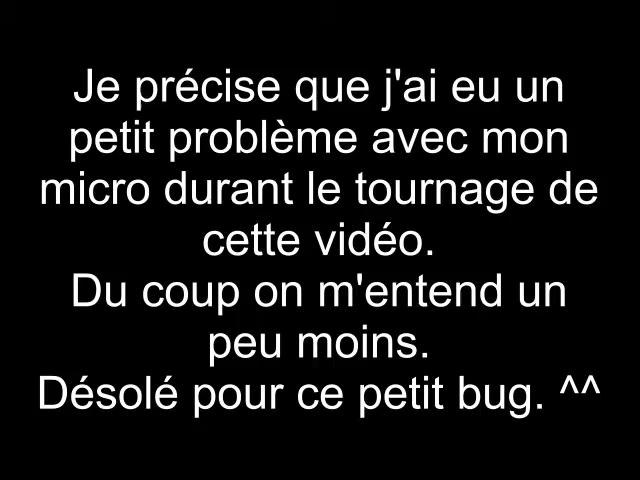 Je précise que j'ai eu un
petit problème avec mon
micro durant le tournage de
cette vidéo.
Du coup on m'entend un
peu moins.
Désolé pour ce petit bug. ^^